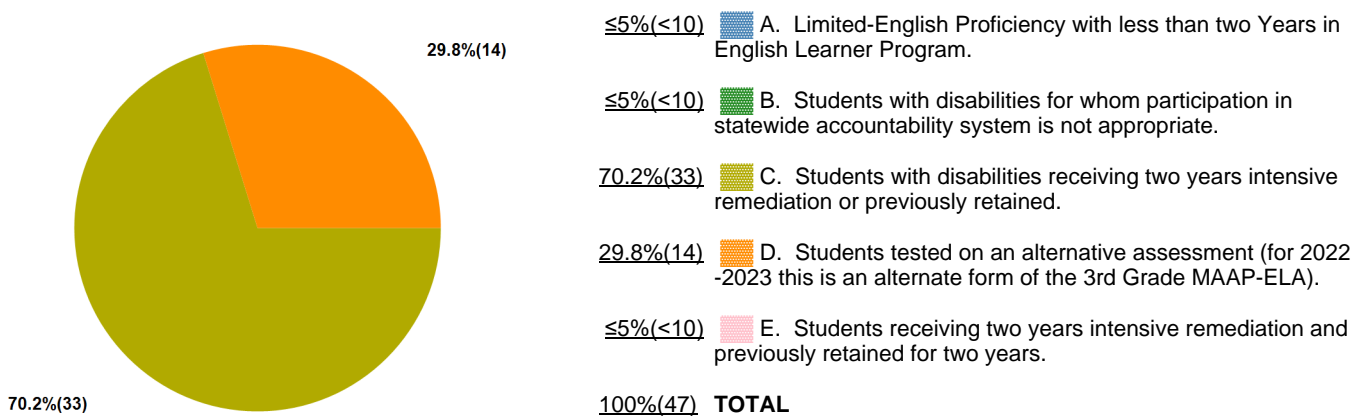 29.8%(14)
70.2%(33)
≤5%(<10) A. Limited-English Proficiency with less than two Years in
English Learner Program.
≤5%(<10) B. Students with disabilities for whom participation in
statewide accountability system is not appropriate.
70.2%(33) C. Students with disabilities receiving two years intensive
remediation or previously retained.
29.8%(14) D. Students tested on an alternative assessment (for 2022
-2023 this is an alternate form of the 3rd Grade MAAP-ELA).
≤5%(<10) E. Students receiving two years intensive remediation and
previously retained for two years.
100%(47) TOTAL